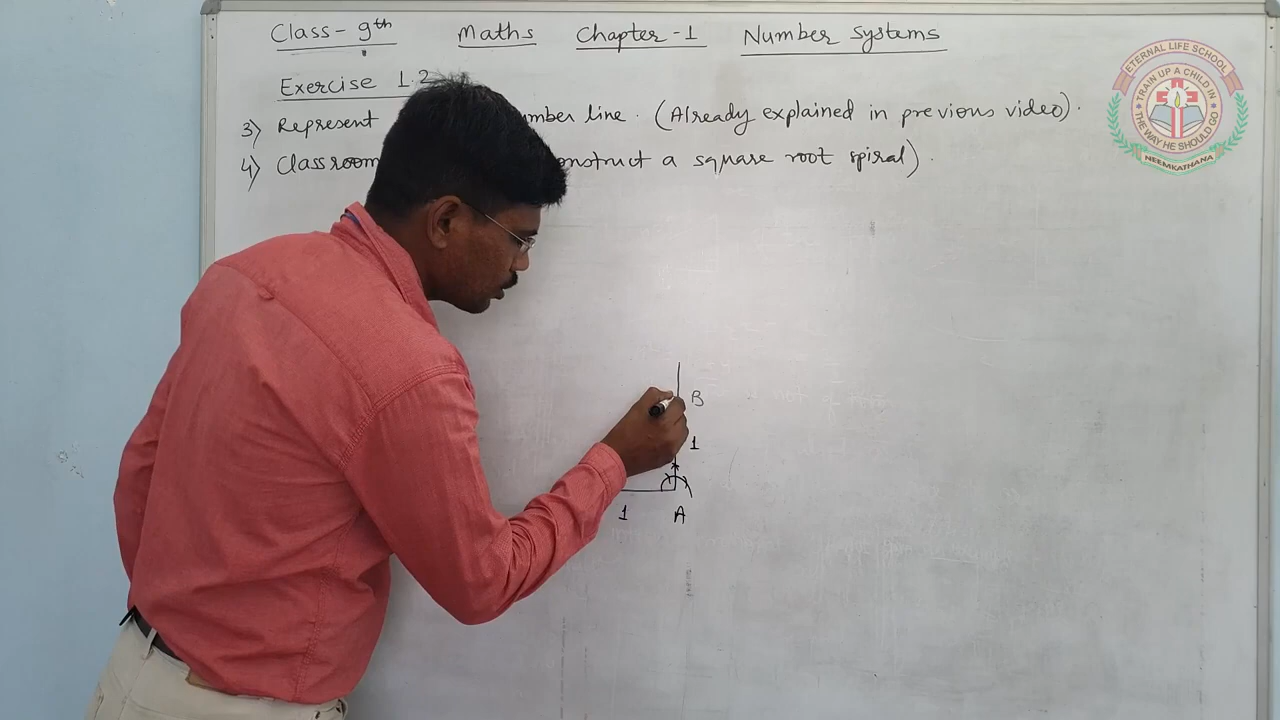 Class - 9th Maths Chapter - 1 Number Systems
Exercise 1.2
3) Represent number line. (Already explained in previous video).
4) Classroom construct a square root spiral).
B
1
1 A
ETERNAL LIFE SCHOOL
TRAIN UP A CHILD IN
THE WAY HE SHOULD GO
NEEMKATHANA